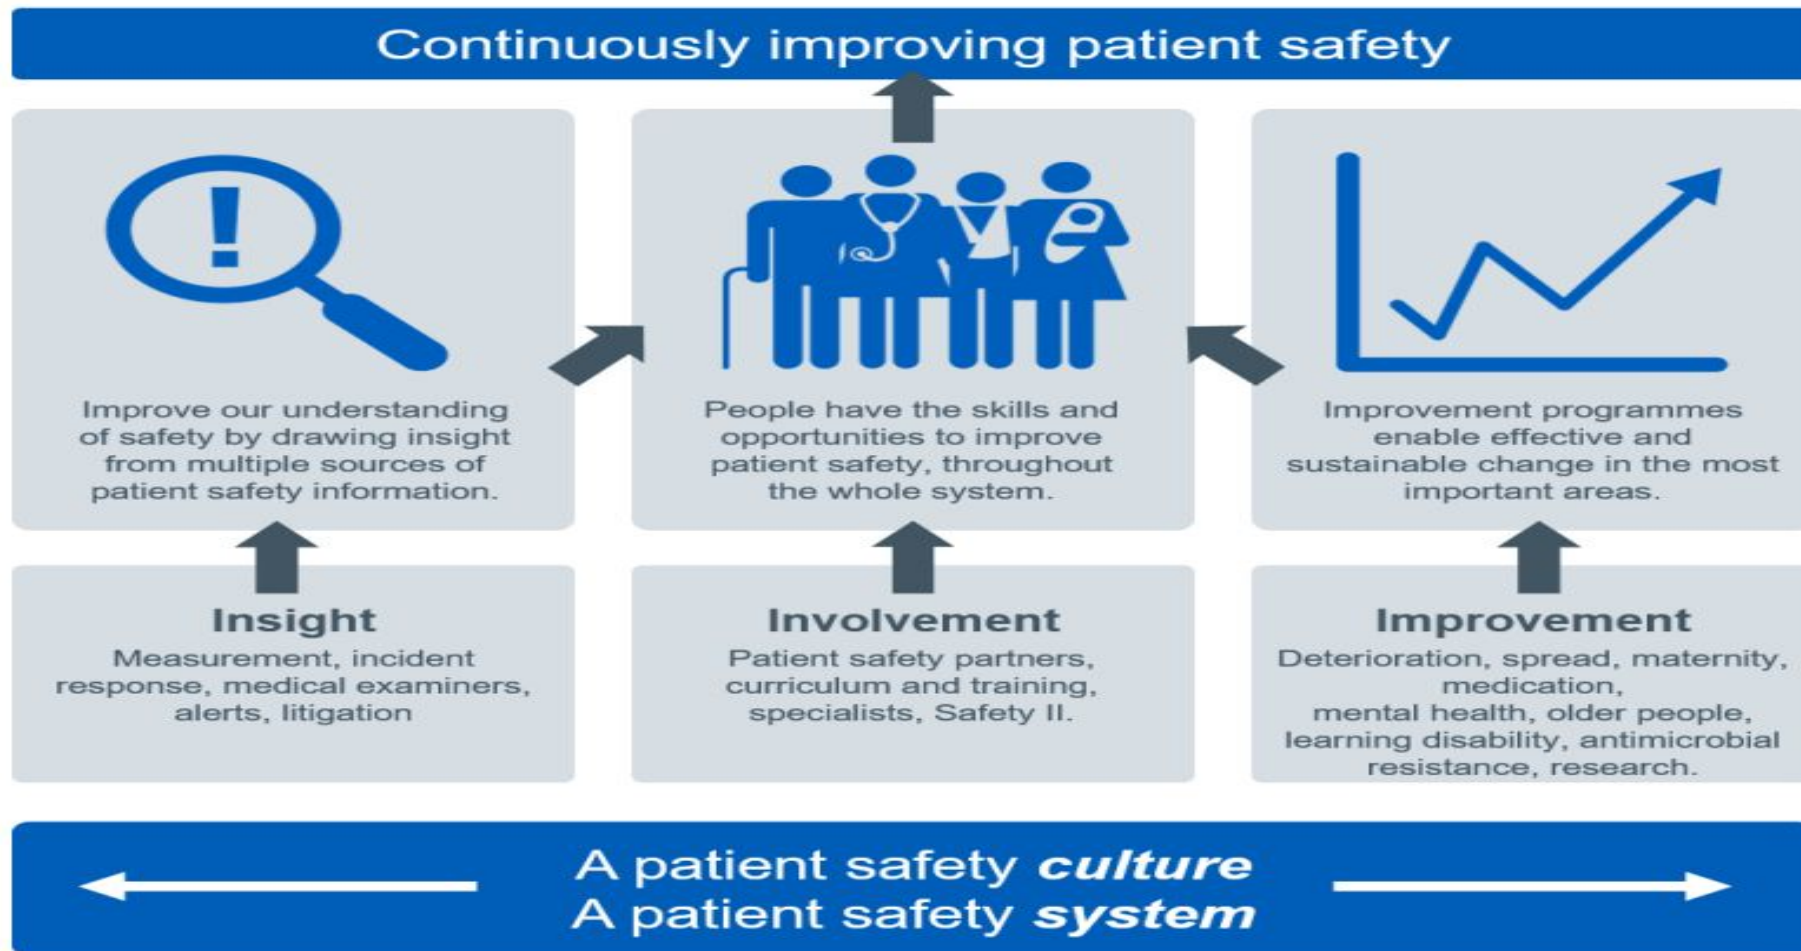 Continuously improving patient safety
!
Improve our understanding
of safety by drawing insight
from multiple sources of
patient safety information.
People have the skills and
opportunities to improve
patient safety, throughout
the whole system.
Improvement programmes
enable effective and
sustainable change in the most
important areas.
Insight
Measurement, incident
response, medical examiners,
alerts, litigation
Involvement
Patient safety partners,
curriculum and training,
specialists, Safety II.
Improvement
Deterioration, spread, maternity,
medication,
mental health, older people,
learning disability, antimicrobial
resistance, research.
A patient safety culture
A patient safety system